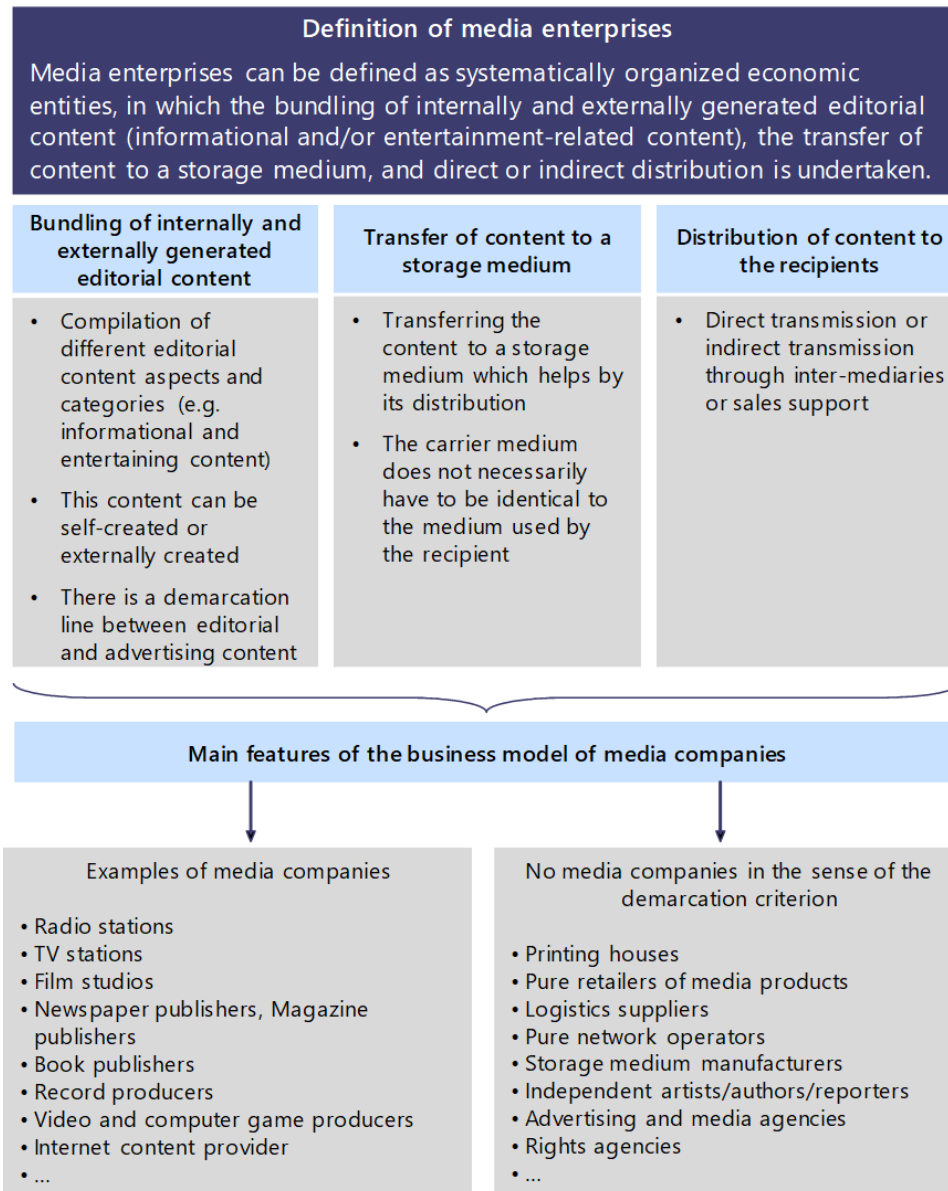 Definition of media enterprises
Media enterprises can be defined as systematically organized economic
entities, in which the bundling of internally and externally generated editorial
content (informational and/or entertainment-related content), the transfer of
content to a storage medium, and direct or indirect distribution is undertaken.
Bundling of internally and
externally generated
editorial content
• Compilation of
different editorial
content aspects and
categories (e.g.
informational and
entertaining content)
• This content can be
self-created or
externally created
• There is a demarcation
line between editorial
and advertising content
Transfer of content to a
storage medium
• Transferring the
content to a storage
medium which helps by
its distribution
• The carrier medium
does not necessarily
have to be identical to
the medium used by
the recipient
Distribution of content to
the recipients
• Direct transmission or
indirect transmission
through inter-mediaries
or sales support
Main features of the business model of media companies
Examples of media companies
• Radio stations
• TV stations
• Film studios
• Newspaper publishers, Magazine
publishers
• Book publishers
• Record producers
• Video and computer game producers
• Internet content provider
• ...
No media companies in the sense of the
demarcation criterion
• Printing houses
• Pure retailers of media products
• Logistics suppliers
• Pure network operators
• Storage medium manufacturers
• Independent artists/authors/reporters
• Advertising and media agencies
• Rights agencies
• ...